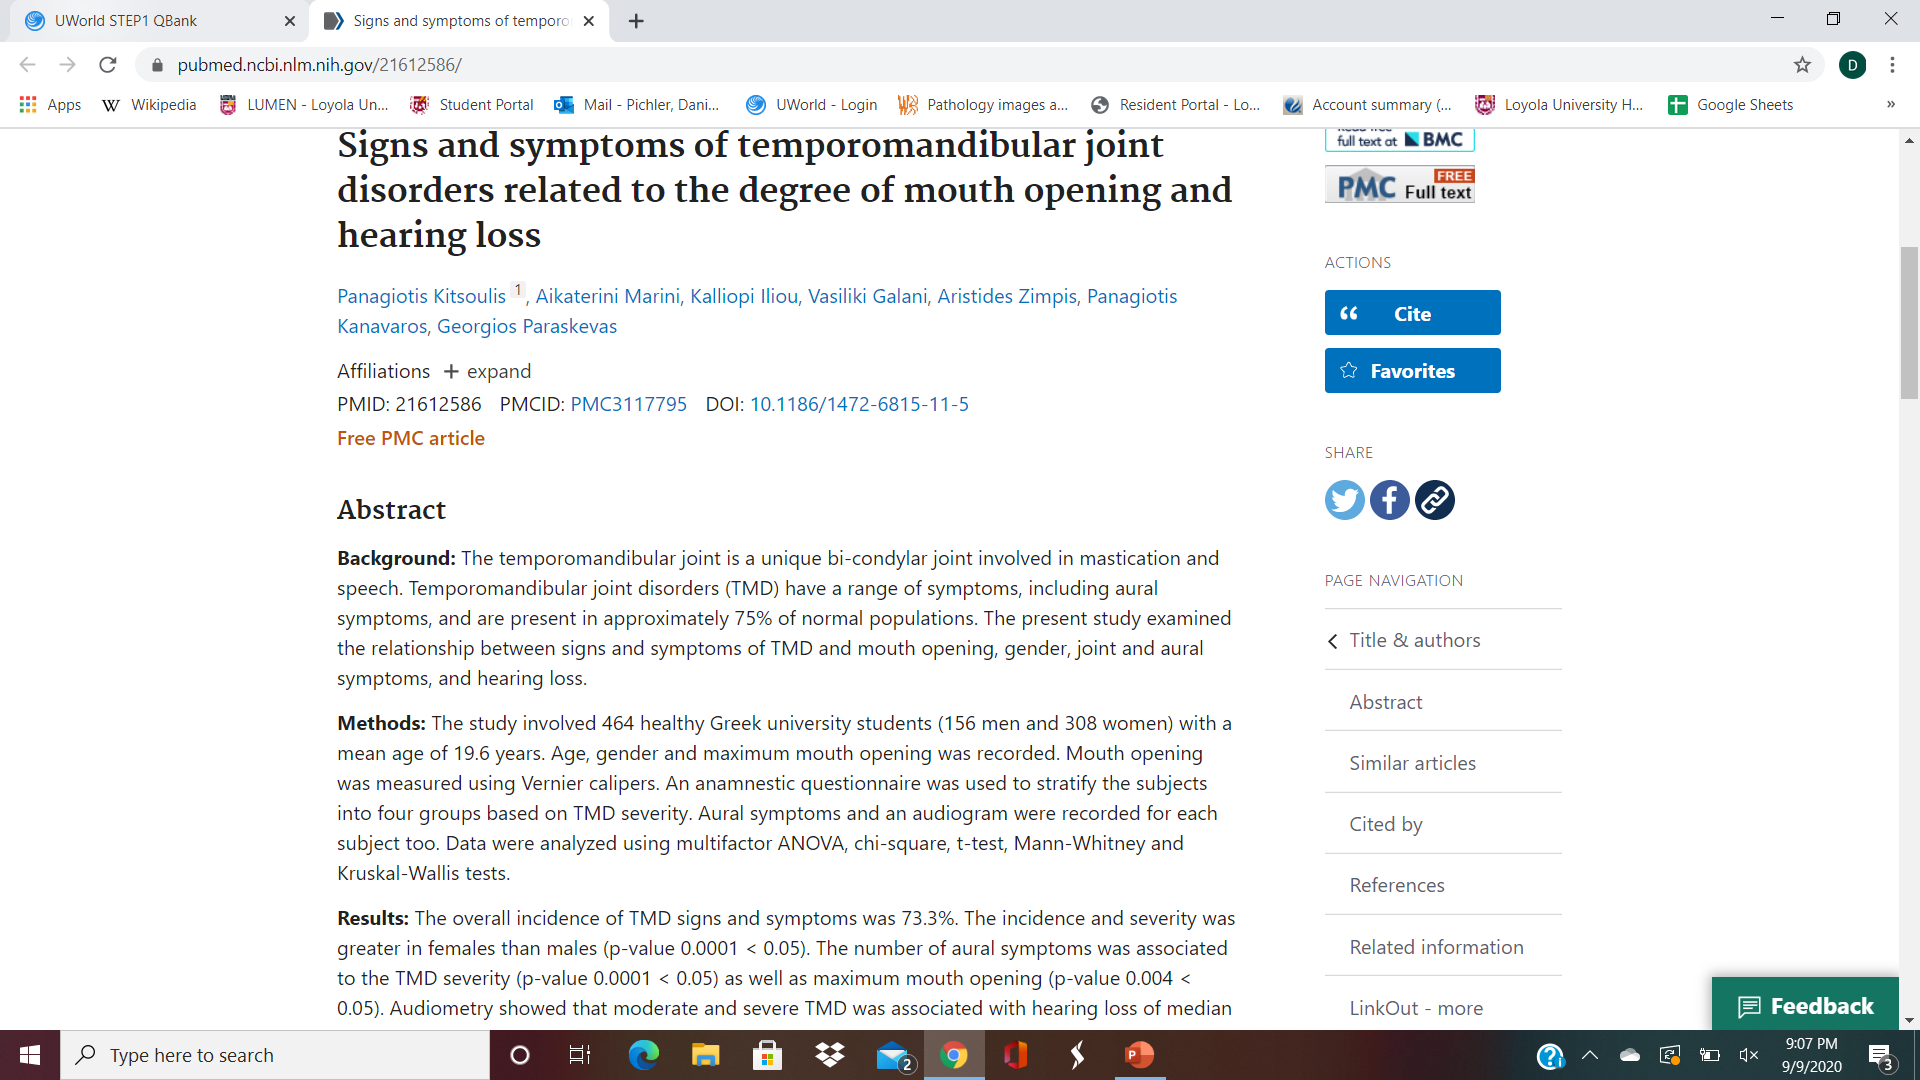 UWorld STEP1 QBank
Signs and symptoms of temporo
pubmed.ncbi.nlm.nih.gov/21612586/
D
Apps
Wikipedia
LUMEN - Loyola Un...
Student Portal
Mail - Pichler, Dani...
UWorld - Login
Pathology images a...
Resident Portal - Lo...
Account summary (...
Loyola University H...
Google Sheets
»
Signs and symptoms of temporomandibular joint
disorders related to the degree of mouth opening and
hearing loss
Panagiotis Kitsoulis 1, Aikaterini Marini, Kalliopi Iliou, Vasiliki Galani, Aristides Zimpis, Panagiotis
Kanavaros, Georgios Paraskevas
Affiliations + expand
PMID: 21612586 PMCID: PMC3117795 DOI: 10.1186/1472-6815-11-5
Free PMC article
Abstract
Background: The temporomandibular joint is a unique bi-condylar joint involved in mastication and
speech. Temporomandibular joint disorders (TMD) have a range of symptoms, including aural
symptoms, and are present in approximately 75% of normal populations. The present study examined
the relationship between signs and symptoms of TMD and mouth opening, gender, joint and aural
symptoms, and hearing loss.
Methods: The study involved 464 healthy Greek university students (156 men and 308 women) with a
mean age of 19.6 years. Age, gender and maximum mouth opening was recorded. Mouth opening
was measured using Vernier calipers. An anamnestic questionnaire was used to stratify the subjects
into four groups based on TMD severity. Aural symptoms and an audiogram were recorded for each
subject too. Data were analyzed using multifactor ANOVA, chi-square, t-test, Mann-Whitney and
Kruskal-Wallis tests.
Results: The overall incidence of TMD signs and symptoms was 73.3%. The incidence and severity was
greater in females than males (p-value 0.0001 < 0.05). The number of aural symptoms was associated
to the TMD severity (p-value 0.0001 < 0.05) as well as maximum mouth opening (p-value 0.004 <
0.05). Audiometry showed that moderate and severe TMD was associated with hearing loss of median
Read free
full text at BMC
PMC FREE
Full text
ACTIONS
Cite
Favorites
SHARE
PAGE NAVIGATION
Title & authors
Abstract
Similar articles
Cited by
References
Related information
LinkOut - more
Feedback
Type here to search
2
P
9:07 PM
9/9/2020
3